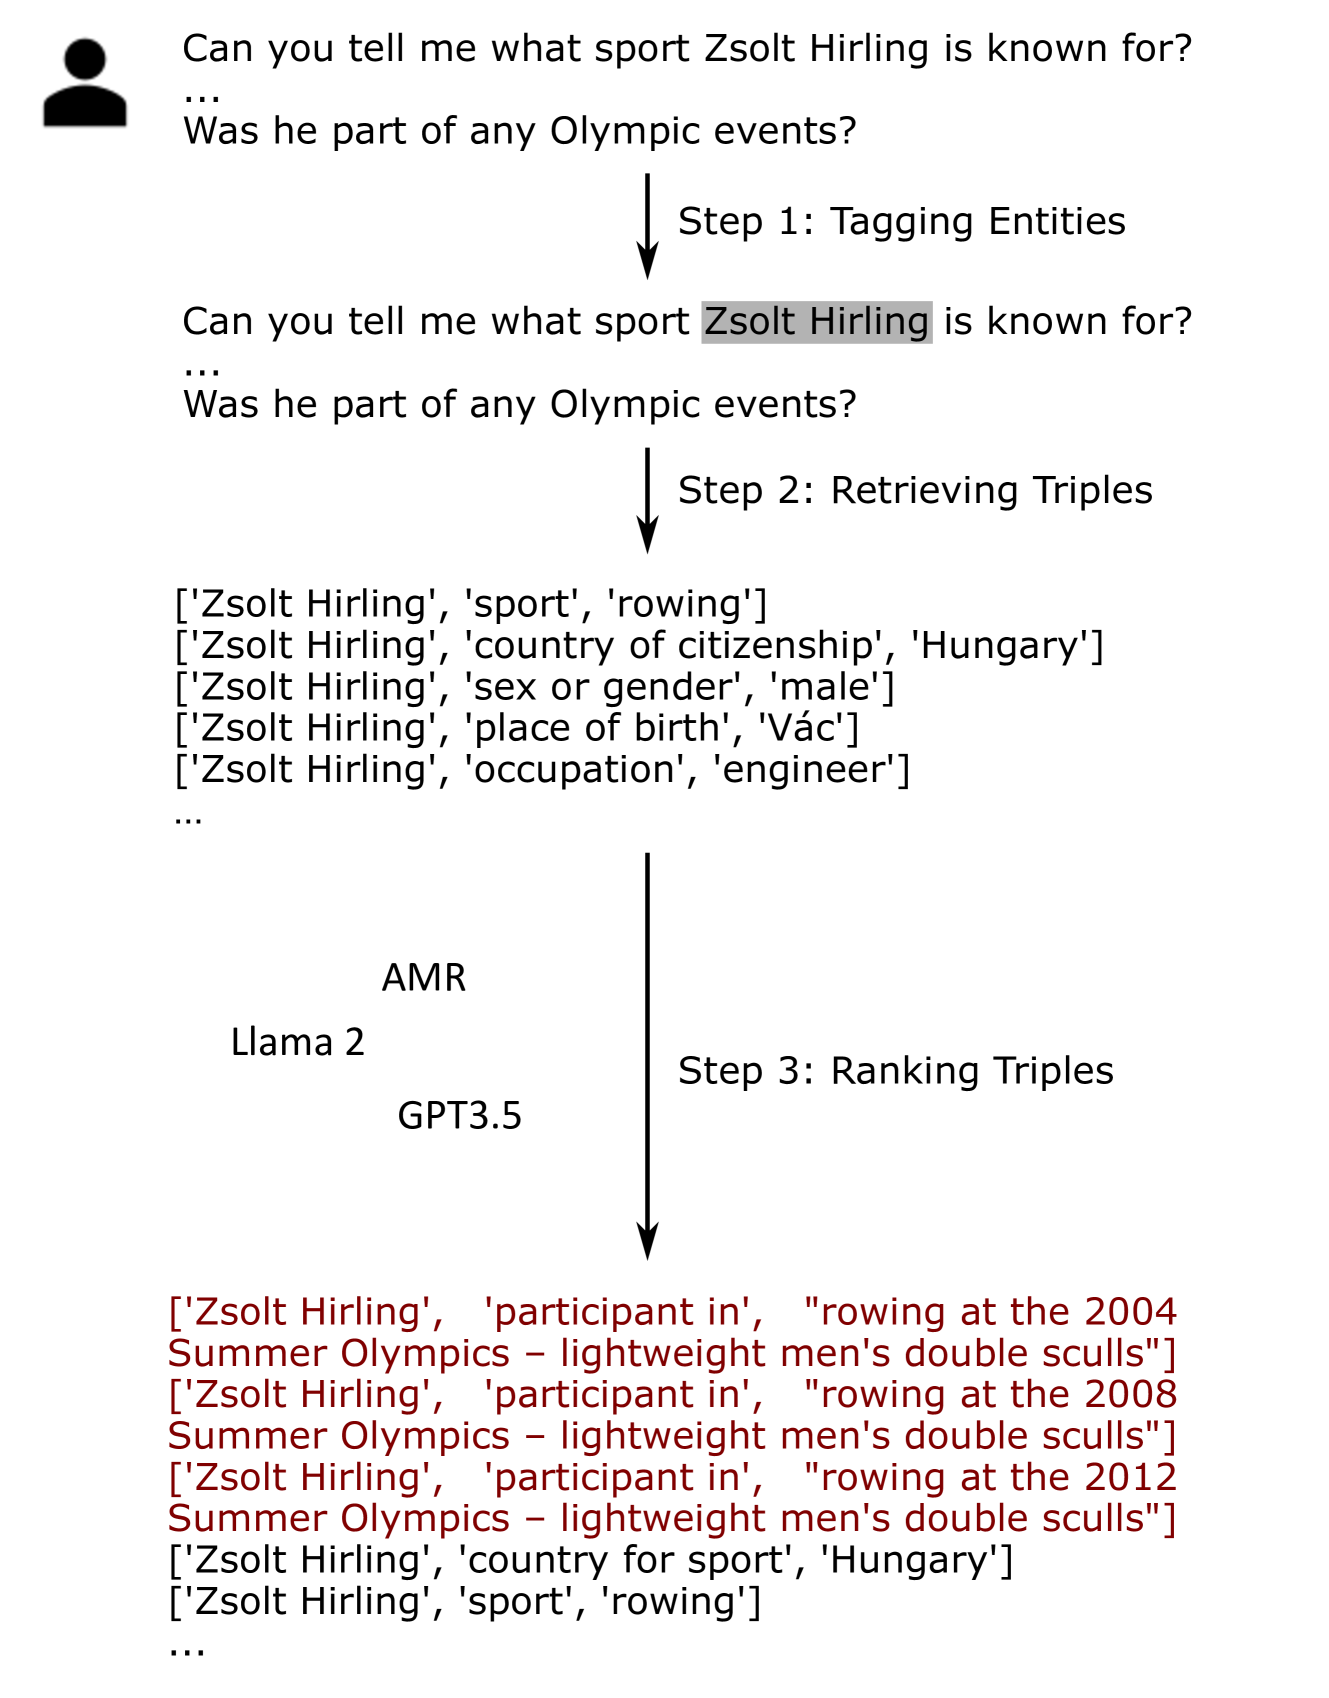 Can you tell me what sport Zsolt Hirling is known for?
...
Was he part of any Olympic events?
Step 1: Tagging Entities
Can you tell me what sport Zsolt Hirling is known for?
...
Was he part of any Olympic events?
Step 2: Retrieving Triples
['Zsolt Hirling', 'sport', 'rowing']
['Zsolt Hirling', 'country of citizenship', 'Hungary']
['Zsolt Hirling', 'sex or gender', 'male']
['Zsolt Hirling', 'place of birth', 'Vác']
['Zsolt Hirling', 'occupation', 'engineer']
...
AMR
Llama 2
Step 3: Ranking Triples
GPT3.5
['Zsolt Hirling', 'participant in', "rowing at the 2004
Summer Olympics – lightweight men's double sculls"]
['Zsolt Hirling', 'participant in', "rowing at the 2008
Summer Olympics – lightweight men's double sculls"]
['Zsolt Hirling', 'participant in', "rowing at the 2012
Summer Olympics – lightweight men's double sculls"]
['Zsolt Hirling', 'country for sport', 'Hungary']
['Zsolt Hirling', 'sport', 'rowing']
...